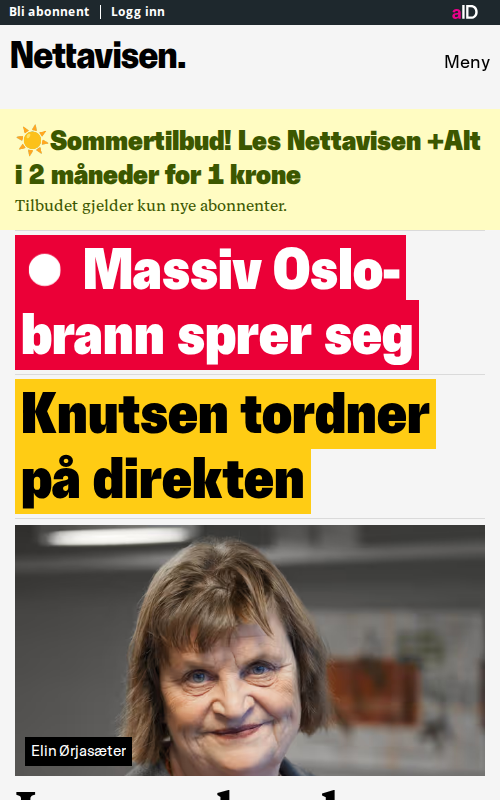 Bli abonnent
Logg inn
aID
Nettavisen.
Meny
☀️Sommertilbud! Les Nettavisen +Alt
i 2 måneder for 1 krone
Tilbudet gjelder kun nye abonnenter.
Massiv Oslo-
brann sprer seg
Knutsen tordner
på direkten
Elin Ørjasæter